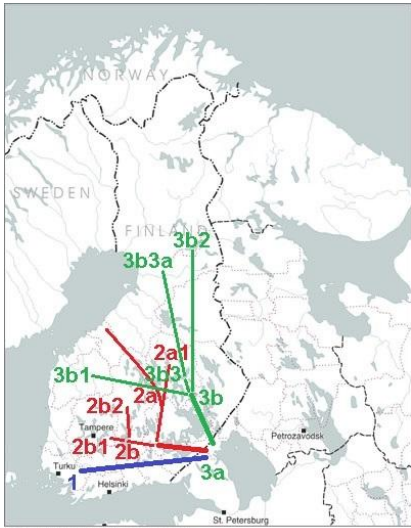 NORWAY
SWEDEN
FINLAND
3b2
3b3a
2a1
3b3
3b1
2a
3b
2b2
Tampere
2b1
2b
Turku
3a
1
Helsinki
Petrozavodsk
St. Petersburg